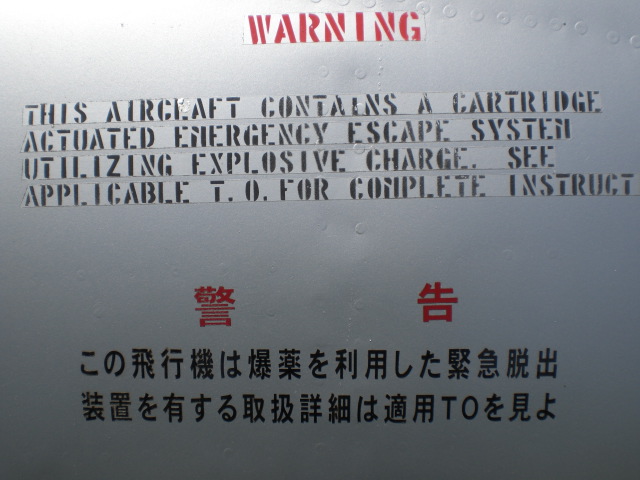 WARNING
THIS AIRCRAFT CONTAINS A CARTRIDGE
ACTUATED EMERGENCY ESCAPE SYSTEM
UTILIZING EXPLOSIVE CHARGE. SEE
APPLICABLE T.O. FOR COMPLETE INSTRUCT
警 告
この飛行機は爆薬を利用した緊急脱出
装置を有する取扱詳細は適用TOを見よ